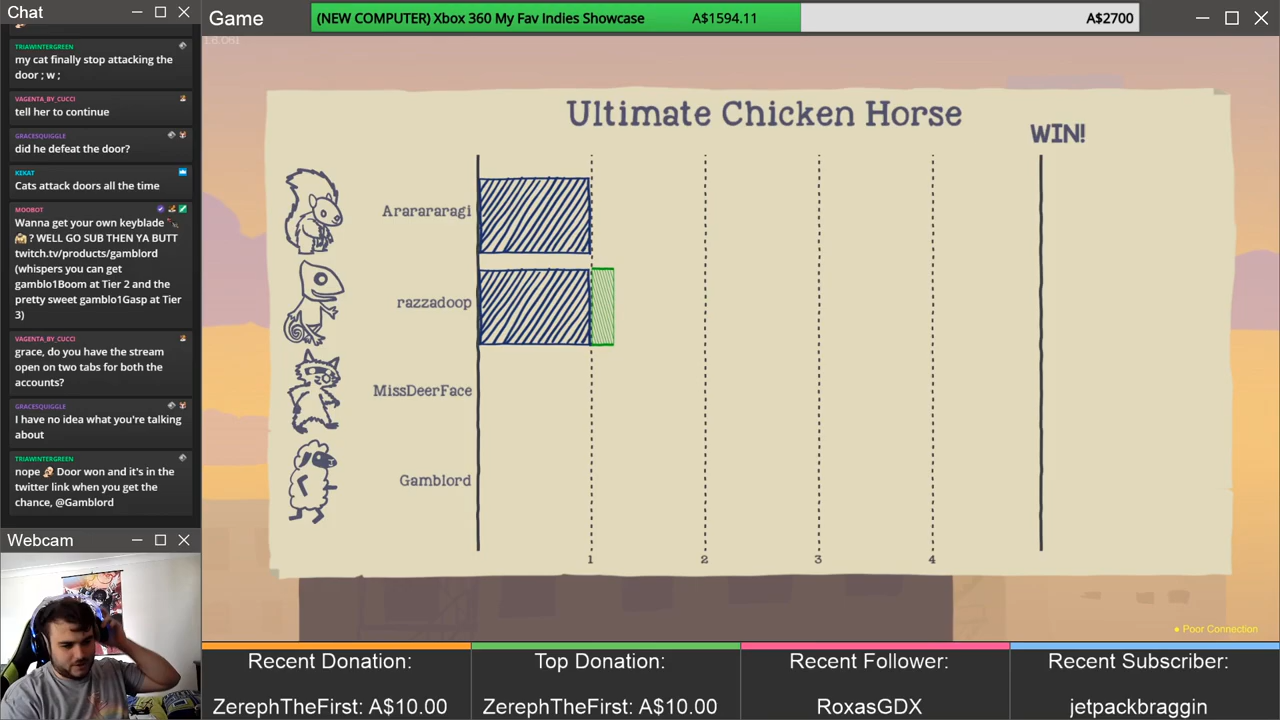 Chat
TRIAWINTERGREEN
my cat finally stop attacking the
door ; w ;
VAGENTA_BY_CUCCI
tell her to continue
GRACESQUIGGLE
did he defeat the door?
KEKAT
Cats attack doors all the time
MOOBOT
Wanna get your own keyblade
? WELL GO SUB THEN YA BUTT
twitch.tv/products/gamblord
(whispers you can get
gamblo1Boom at Tier 2 and the
pretty sweet gamblo1Gasp at Tier
3)
VAGENTA_BY_CUCCI
grace, do you have the stream
open on two tabs for both the
accounts?
GRACESQUIGGLE
I have no idea what you're talking
about
TRIAWINTERGREEN
nope Door won and it's in the
twitter link when you get the
chance, @Gamblord
Webcam
Game
(NEW COMPUTER) Xbox 360 My Fav Indies Showcase A$1594.11 A$2700
Ultimate Chicken Horse
WIN!
Ararararagi
razzadoop
MissDeerFace
Gamblord
1 2 3 4
Poor Connection
Recent Donation:
ZerephTheFirst: A$10.00
Top Donation:
ZerephTheFirst: A$10.00
Recent Follower:
RoxasGDX
Recent Subscriber:
jetpackbraggin